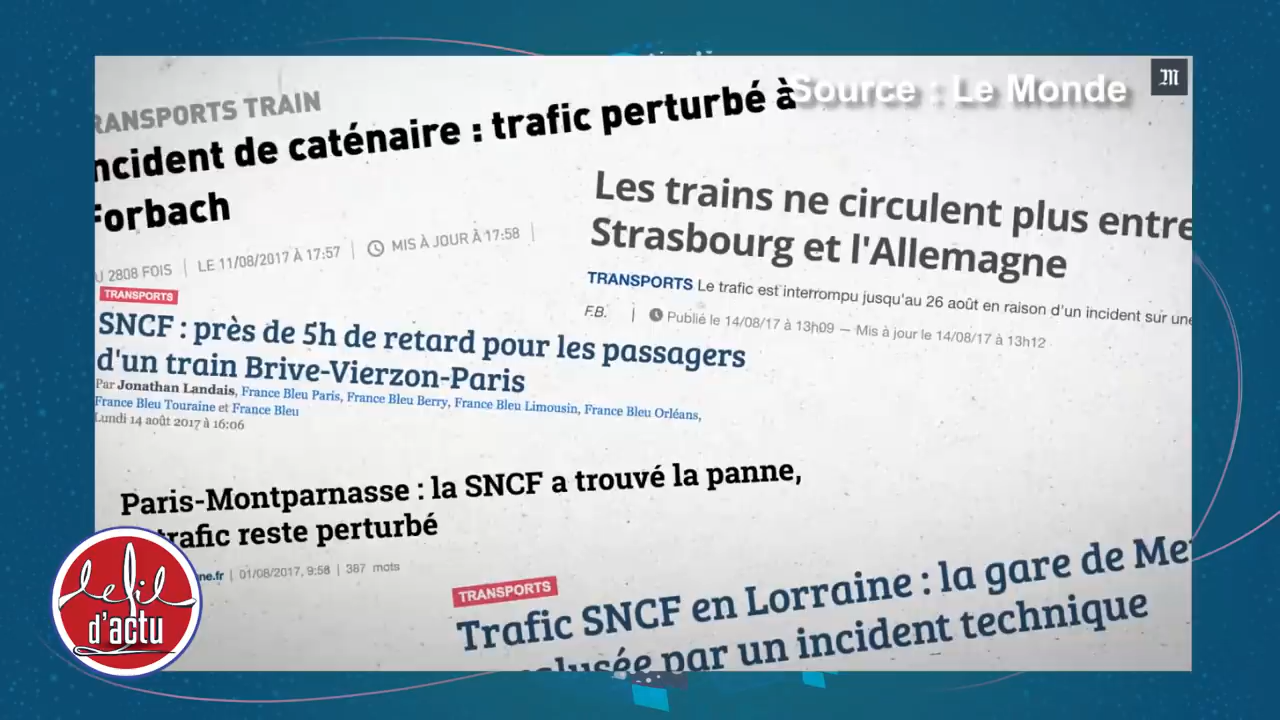 Source : Le Monde
RANSPORTS TRAIN
ncident de caténaire : trafic perturbé à
Forbach
2808 FOIS | LE 11/08/2017 À 17:57 | MIS À JOUR À 17:58 |
Les trains ne circulent plus entre
Strasbourg et l'Allemagne
TRANSPORTS Le trafic est interrompu jusqu'au 26 août en raison d'un incident sur une
F.B. | Publié le 14/08/17 à 13h09 — Mis à jour le 14/08/17 à 13h12
TRANSPORTS
SNCF : près de 5h de retard pour les passagers
d'un train Brive-Vierzon-Paris
Par Jonathan Landais, France Bleu Paris, France Bleu Berry, France Bleu Limousin, France Bleu Orléans,
France Bleu Touraine et France Bleu
Lundi 14 août 2017 à 16:06
Paris-Montparnasse : la SNCF a trouvé la panne,
trafic reste perturbé
ne.fr | 01/08/2017, 9:56 | 387 mots
TRANSPORTS
Trafic SNCF en Lorraine : la gare de Me
par un incident technique
le fil
d'actu